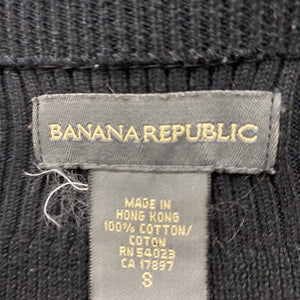 BANANA REPUBLIC
MADE IN
HONG KONG
100% COTTON/
COTON
RN 54023
CA 17897
S